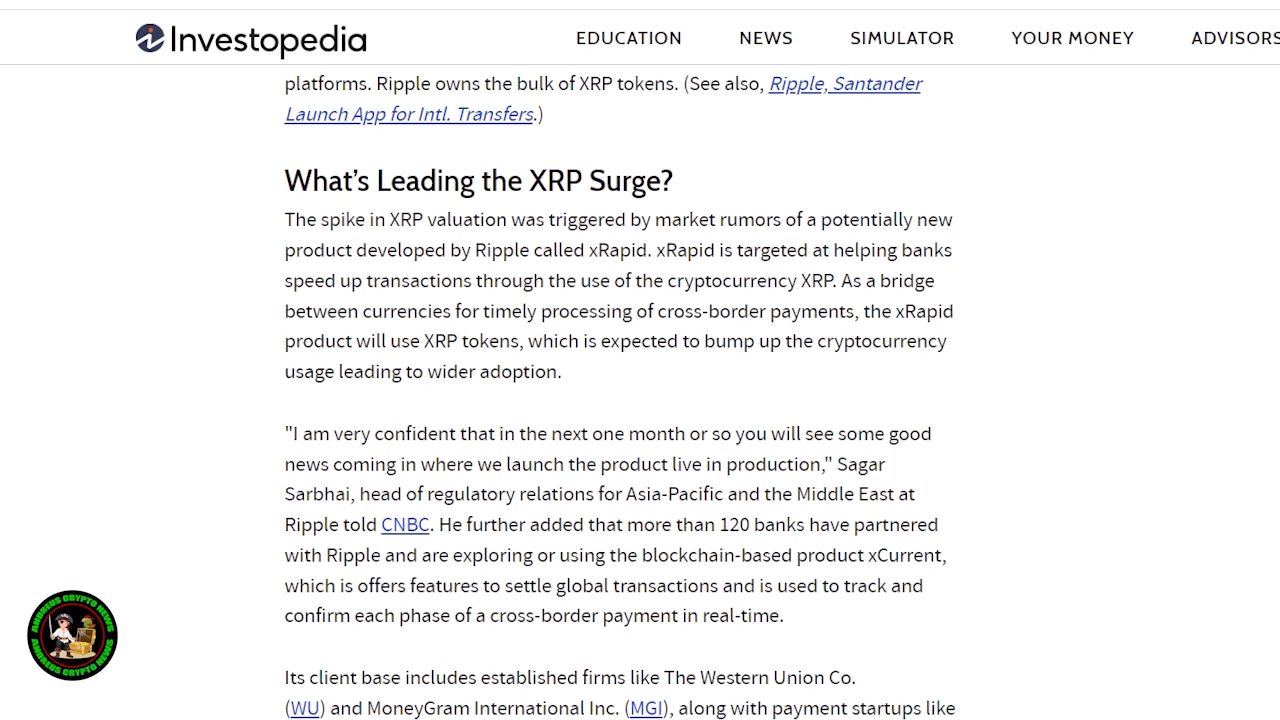 Investopedia
EDUCATION NEWS SIMULATOR YOUR MONEY ADVISORS
platforms. Ripple owns the bulk of XRP tokens. (See also, Ripple, Santander
Launch App for Intl. Transfers.)
What's Leading the XRP Surge?
The spike in XRP valuation was triggered by market rumors of a potentially new
product developed by Ripple called xRapid. xRapid is targeted at helping banks
speed up transactions through the use of the cryptocurrency XRP. As a bridge
between currencies for timely processing of cross-border payments, the xRapid
product will use XRP tokens, which is expected to bump up the cryptocurrency
usage leading to wider adoption.
"I am very confident that in the next one month or so you will see some good
news coming in where we launch the product live in production," Sagar
Sarbhai, head of regulatory relations for Asia-Pacific and the Middle East at
Ripple told CNBC. He further added that more than 120 banks have partnered
with Ripple and are exploring or using the blockchain-based product xCurrent,
which is offers features to settle global transactions and is used to track and
confirm each phase of a cross-border payment in real-time.
Its client base includes established firms like The Western Union Co.
(WU) and MoneyGram International Inc. (MGI), along with payment startups like
ANDREUS CRYPTO NEWS
ANDREUS CRYPTO NEWS